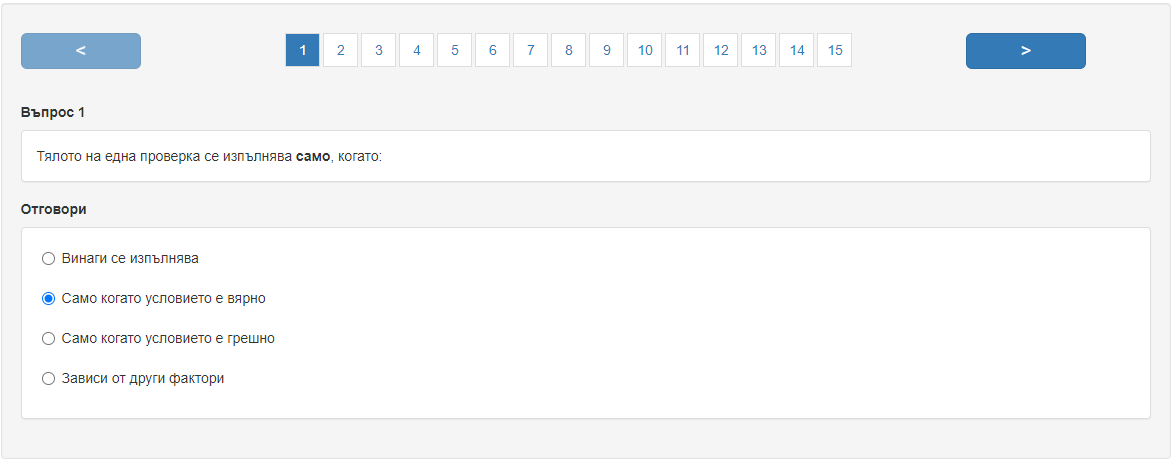 < 1 2 3 4 5 6 7 8 9 10 11 12 13 14 15 >
Въпрос 1
Тялото на една проверка се изпълнява само, когато:
Отговори
Винаги се изпълнява
Само когато условието е вярно
Само когато условието е грешно
Зависи от други фактори